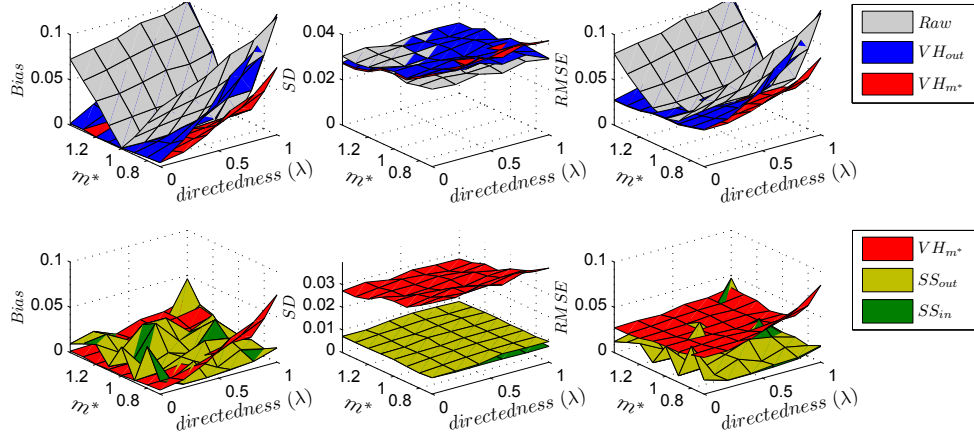 0.1
0.05
0
Bias
1.2
1
0.8
m*
0
0.5
1
directedness (λ)
0.04
0.02
0
SD
1.2
1
0.8
m*
0
0.5
1
directedness (λ)
0.1
0.05
0
RMSE
1.2
1
0.8
m*
0
0.5
1
directedness (λ)
Raw
VH_out
VH_m*
0.1
0.05
0
Bias
1.2
1
0.8
m*
0
0.5
1
directedness (λ)
0.03
0.02
0.01
0
SD
1.2
1
0.8
m*
0
0.5
1
directedness (λ)
0.1
0.05
0
RMSE
1.2
1
0.8
m*
0
0.5
1
directedness (λ)
VH_m*
SS_out
SS_in